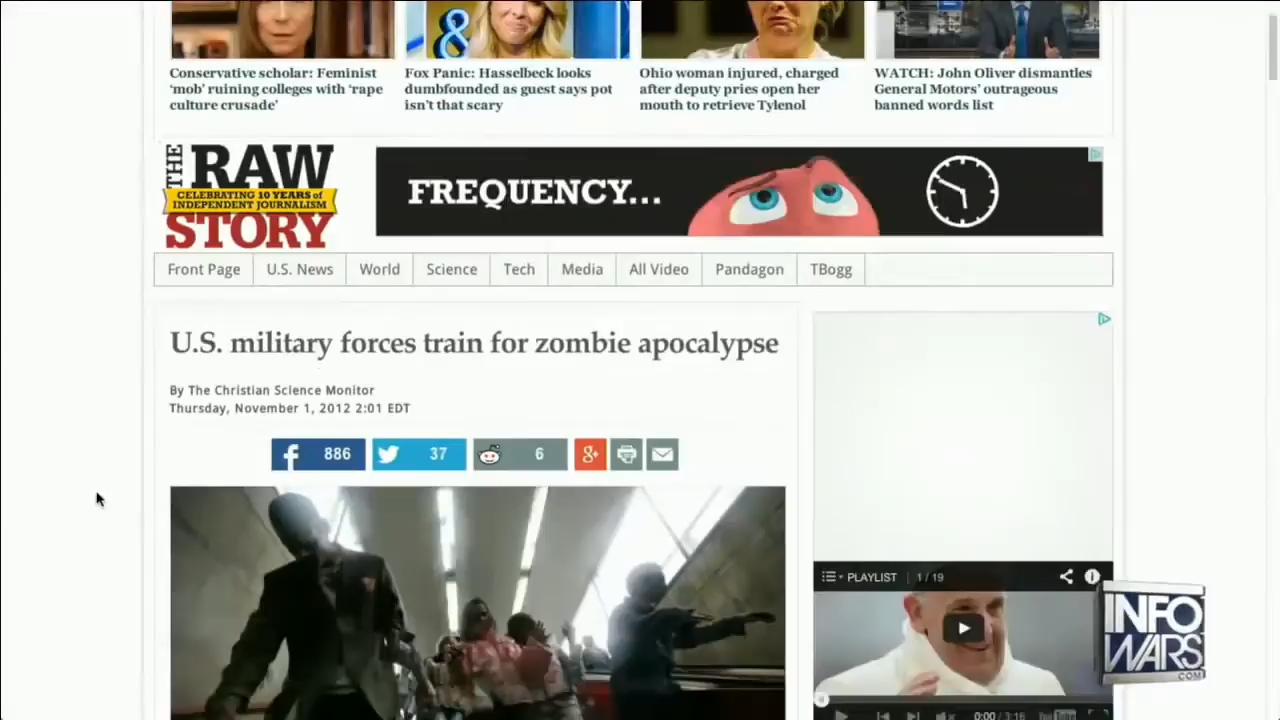 Conservative scholar: Feminist
'mob' ruining colleges with 'rape
culture crusade'
&
Fox Panic: Hasselbeck looks
dumbfounded as guest says pot
isn't that scary
Ohio woman injured, charged
after deputy pries open her
mouth to retrieve Tylenol
WATCH: John Oliver dismantles
General Motors' outrageous
banned words list
THE RAW
CELEBRATING 10 YEARS of
INDEPENDENT JOURNALISM
STORY
FREQUENCY...
Front Page
U.S. News
World
Science
Tech
Media
All Video
Pandagon
TBogg
U.S. military forces train for zombie apocalypse
By The Christian Science Monitor
Thursday, November 1, 2012 2:01 EDT
886
37
6
g+
PLAYLIST | 1 / 19
INFO
WARS
.COM
0:00 / 3:16
YouTube